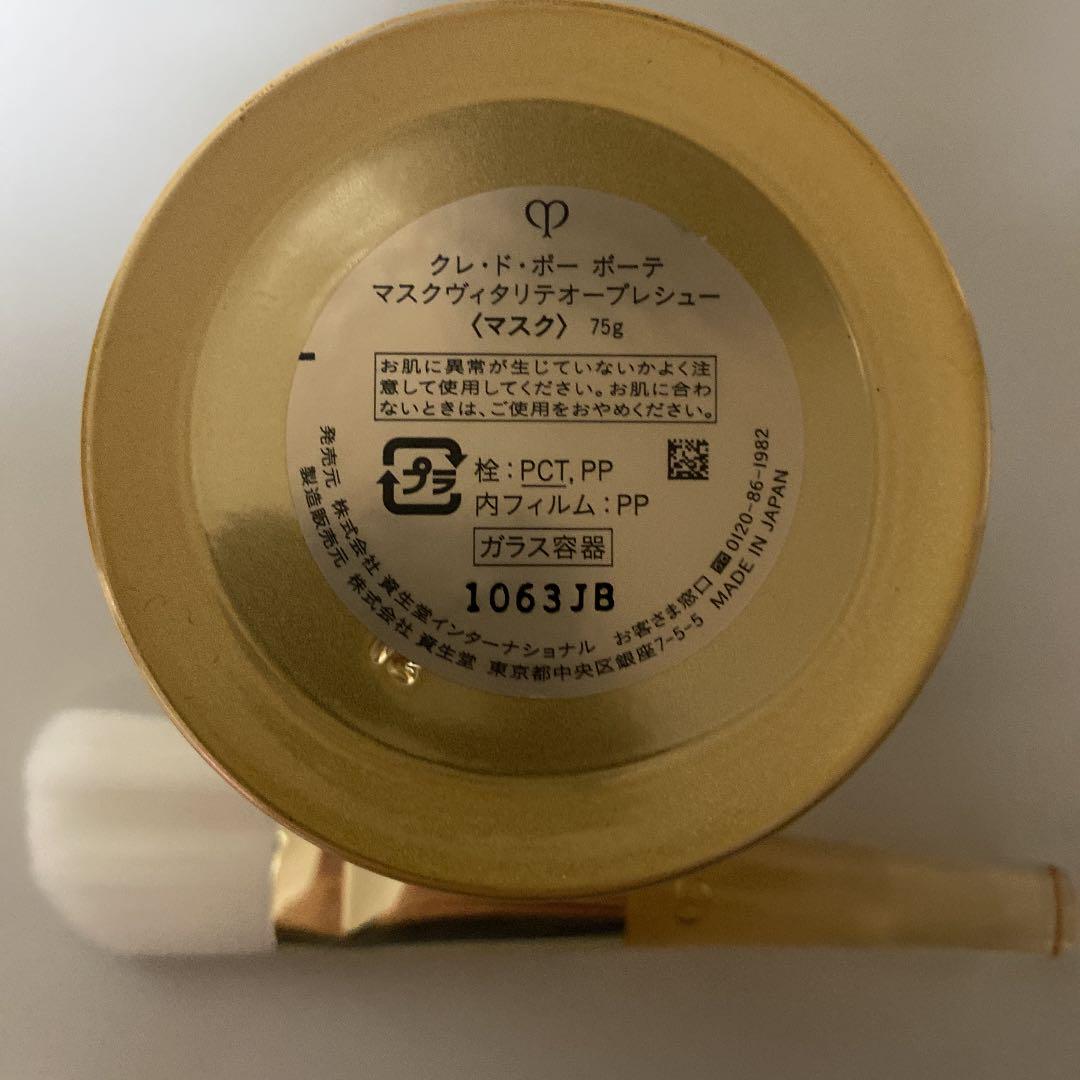 クレ・ド・ポー ボーテ
マスクヴィタリテオープレシュー
〈マスク〉 75g
お肌に異常が生じていないかよく注
意して使用してください。お肌に合わ
ないときは、ご使用をおやめください。
プラ
栓:PCT,PP
内フィルム:PP
ガラス容器
1063JB
発売元 株式会社 資生堂インターナショナル お客さま窓口 0120-86-1982
製造販売元 株式会社 資生堂 東京都中央区銀座7-5-5 MADE IN JAPAN